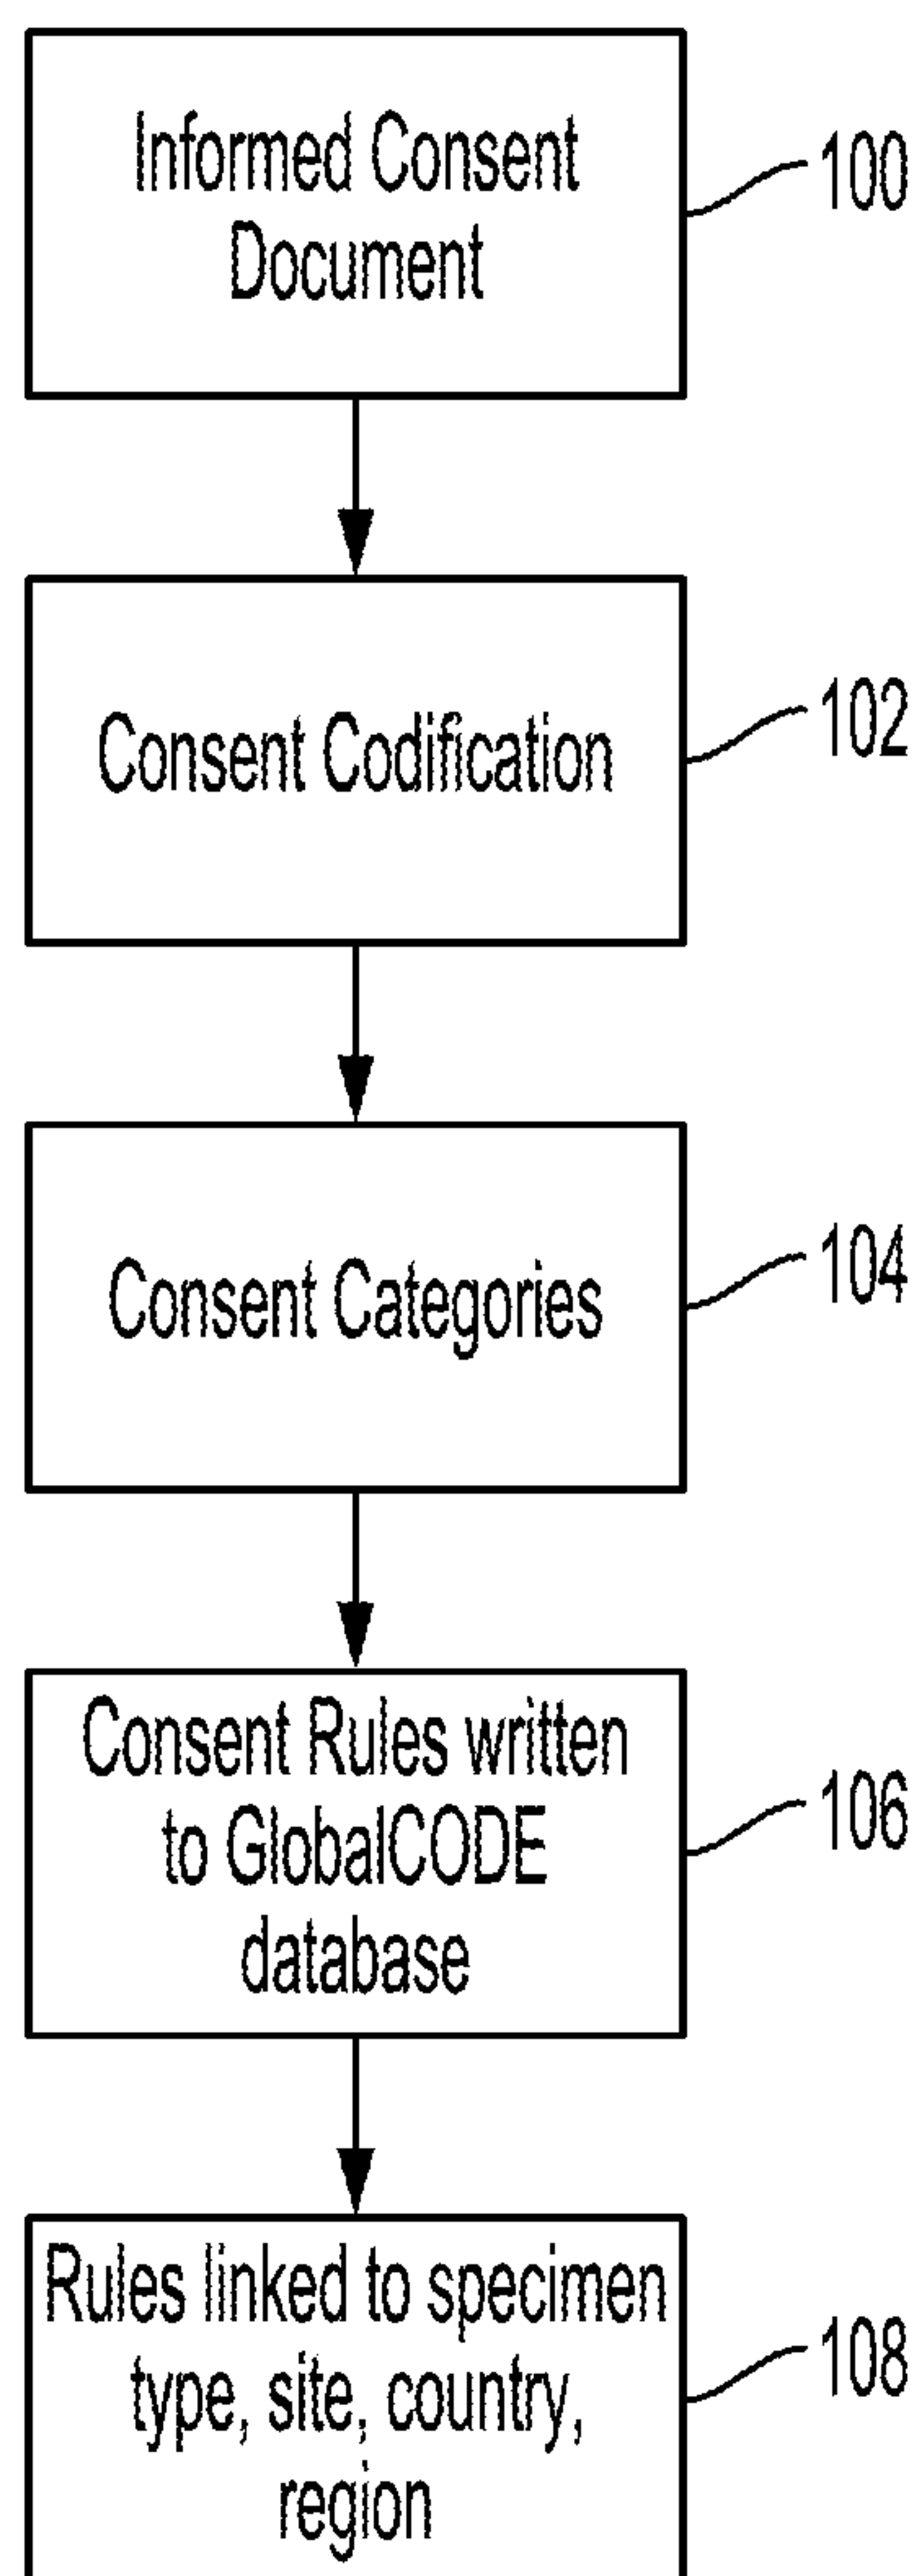 Informed Consent
Document
100
Consent Codification
102
Consent Categories
104
Consent Rules written
to GlobalCODE
database
106
Rules linked to specimen
type, site, country,
region
108